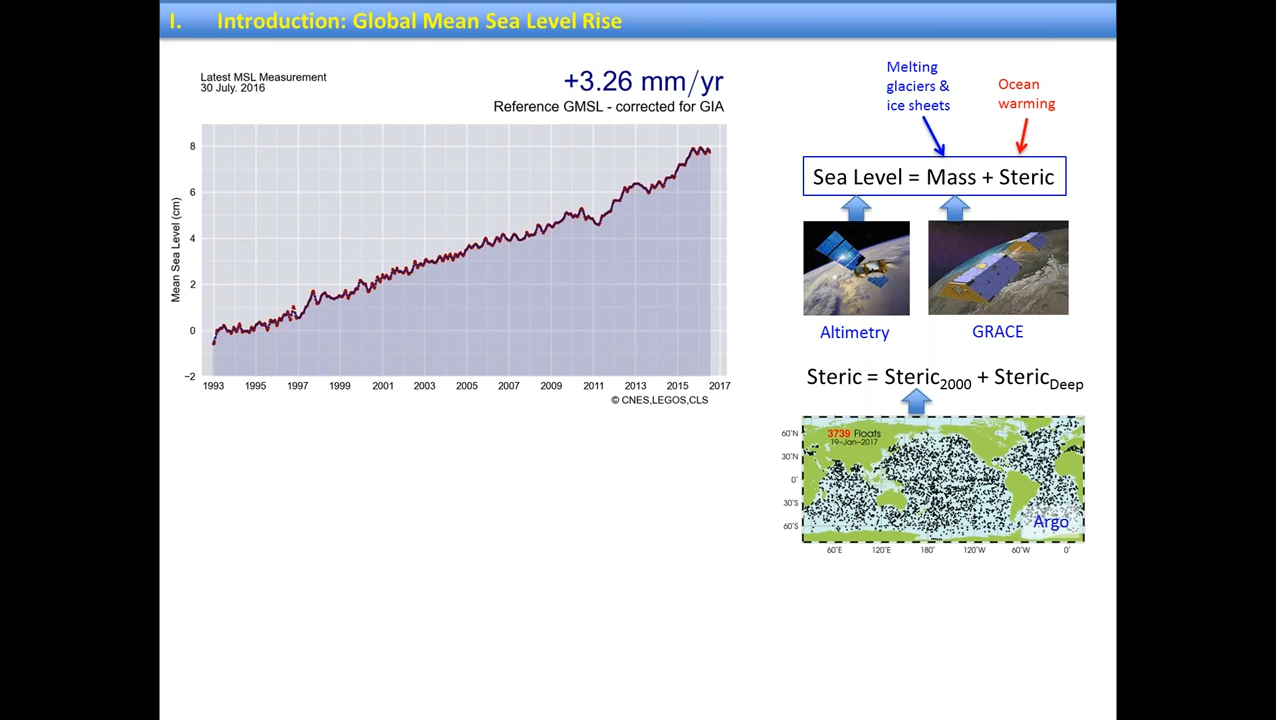 I. Introduction: Global Mean Sea Level Rise
Latest MSL Measurement
30 July. 2016
+3.26 mm/yr
Reference GMSL - corrected for GIA
Mean Sea Level (cm)
8
6
4
2
0
−2
1993 1995 1997 1999 2001 2003 2005 2007 2009 2011 2013 2015 2017
© CNES,LEGOS,CLS
Melting
glaciers &
ice sheets
Ocean
warming
Sea Level = Mass + Steric
Altimetry
GRACE
Steric = Steric2000 + StericDeep
3739 Floats
19-Jan-2017
60˚N
30˚N
0˚
30˚S
60˚S
Argo
60˚E 120˚E 180˚ 120˚W 60˚W 0˚